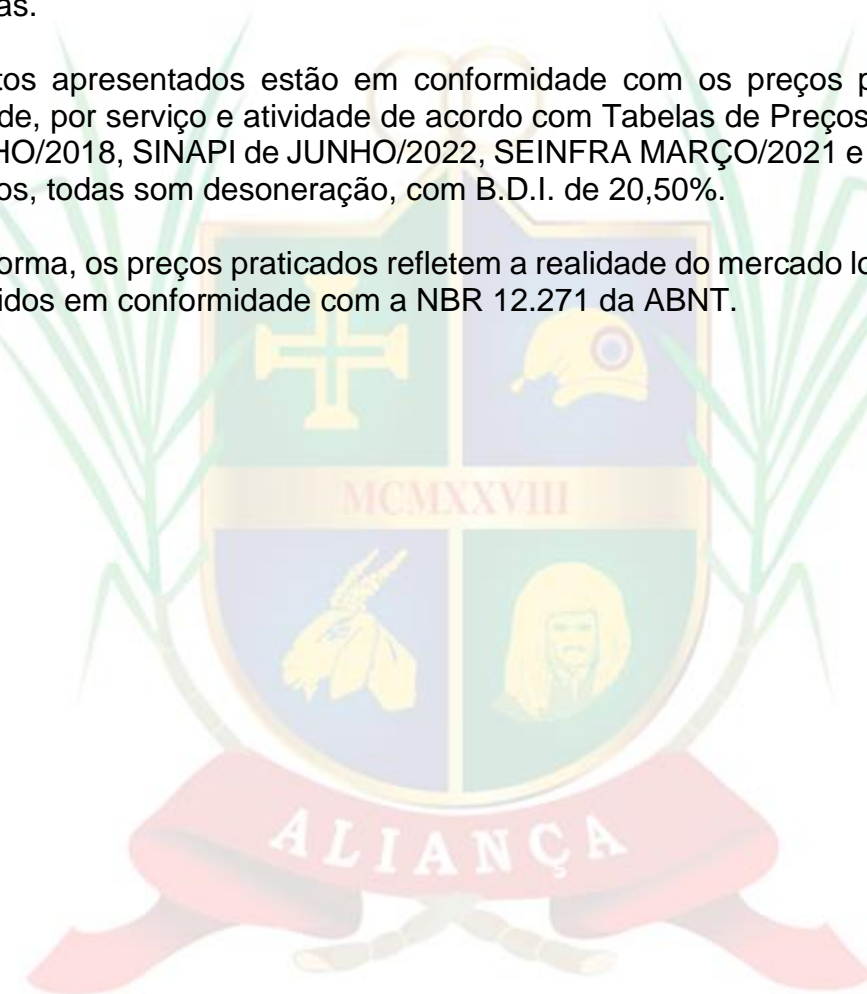 as.
tos apresentados estão em conformidade com os preços p
de, por serviço e atividade de acordo com Tabelas de Preços
HO/2018, SINAPI de JUNHO/2022, SEINFRA MARÇO/2021 e
os, todas som desoneração, com B.D.I. de 20,50%.
orma, os preços praticados refletem a realidade do mercado lo
idos em conformidade com a NBR 12.271 da ABNT.
MCMXXVIII
ALIANÇA